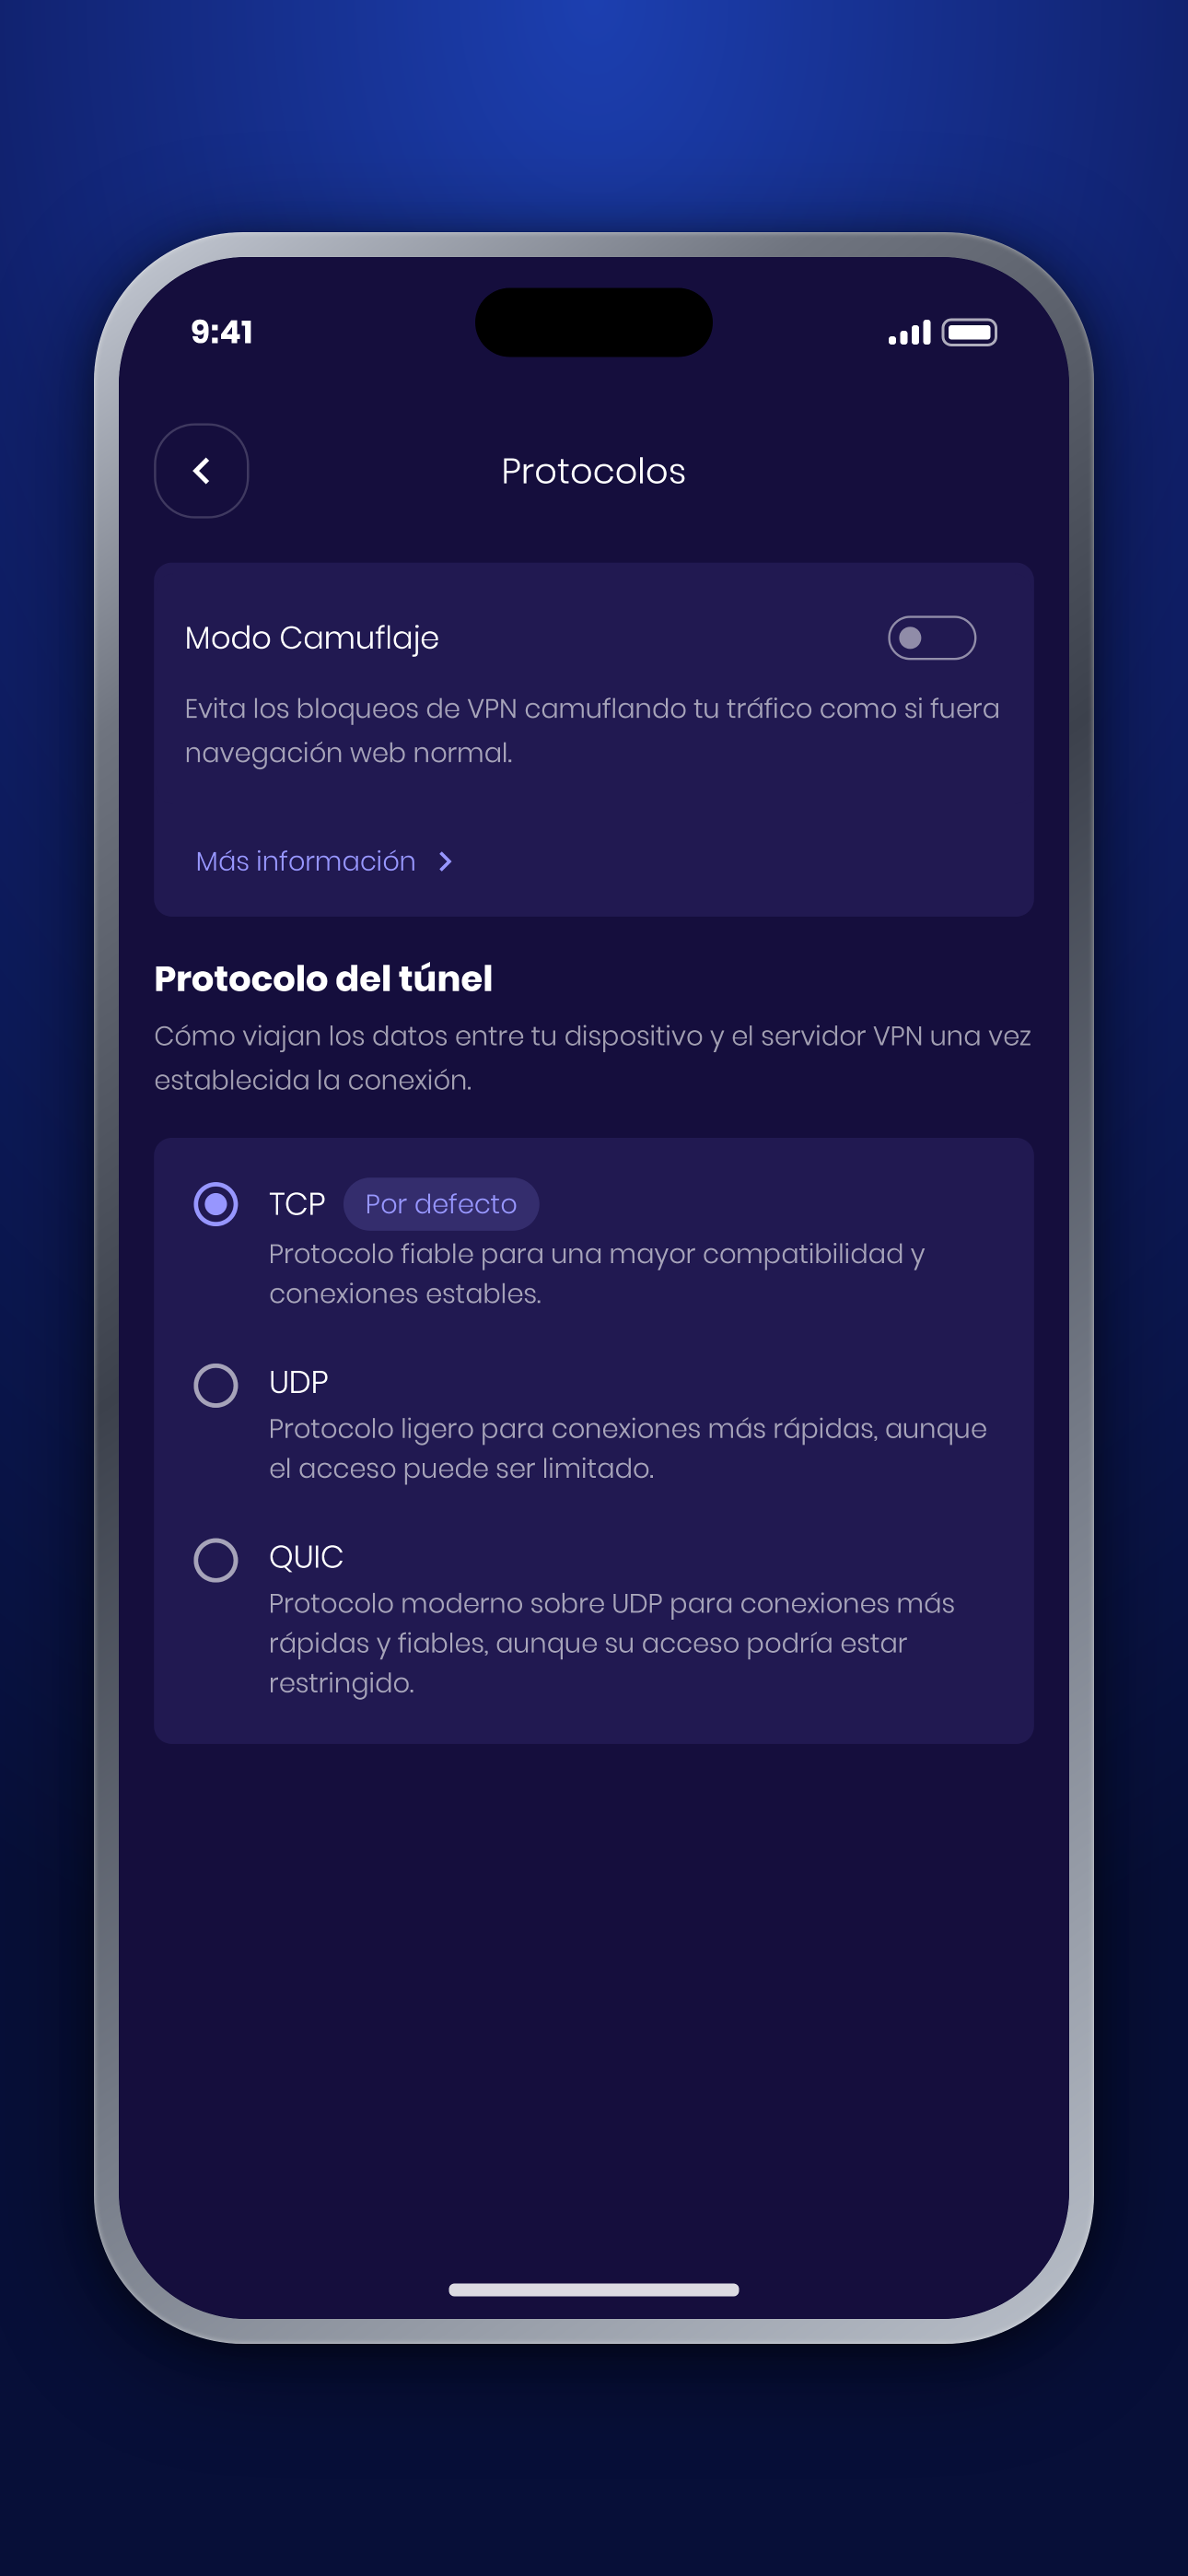 9:41
Protocolos
Modo Camuflaje
Evita los bloqueos de VPN camuflando tu tráfico como si fuera
navegación web normal.
Más información
Protocolo del túnel
Cómo viajan los datos entre tu dispositivo y el servidor VPN una vez
establecida la conexión.
TCP Por defecto
Protocolo fiable para una mayor compatibilidad y
conexiones estables.
UDP
Protocolo ligero para conexiones más rápidas, aunque
el acceso puede ser limitado.
QUIC
Protocolo moderno sobre UDP para conexiones más
rápidas y fiables, aunque su acceso podría estar
restringido.